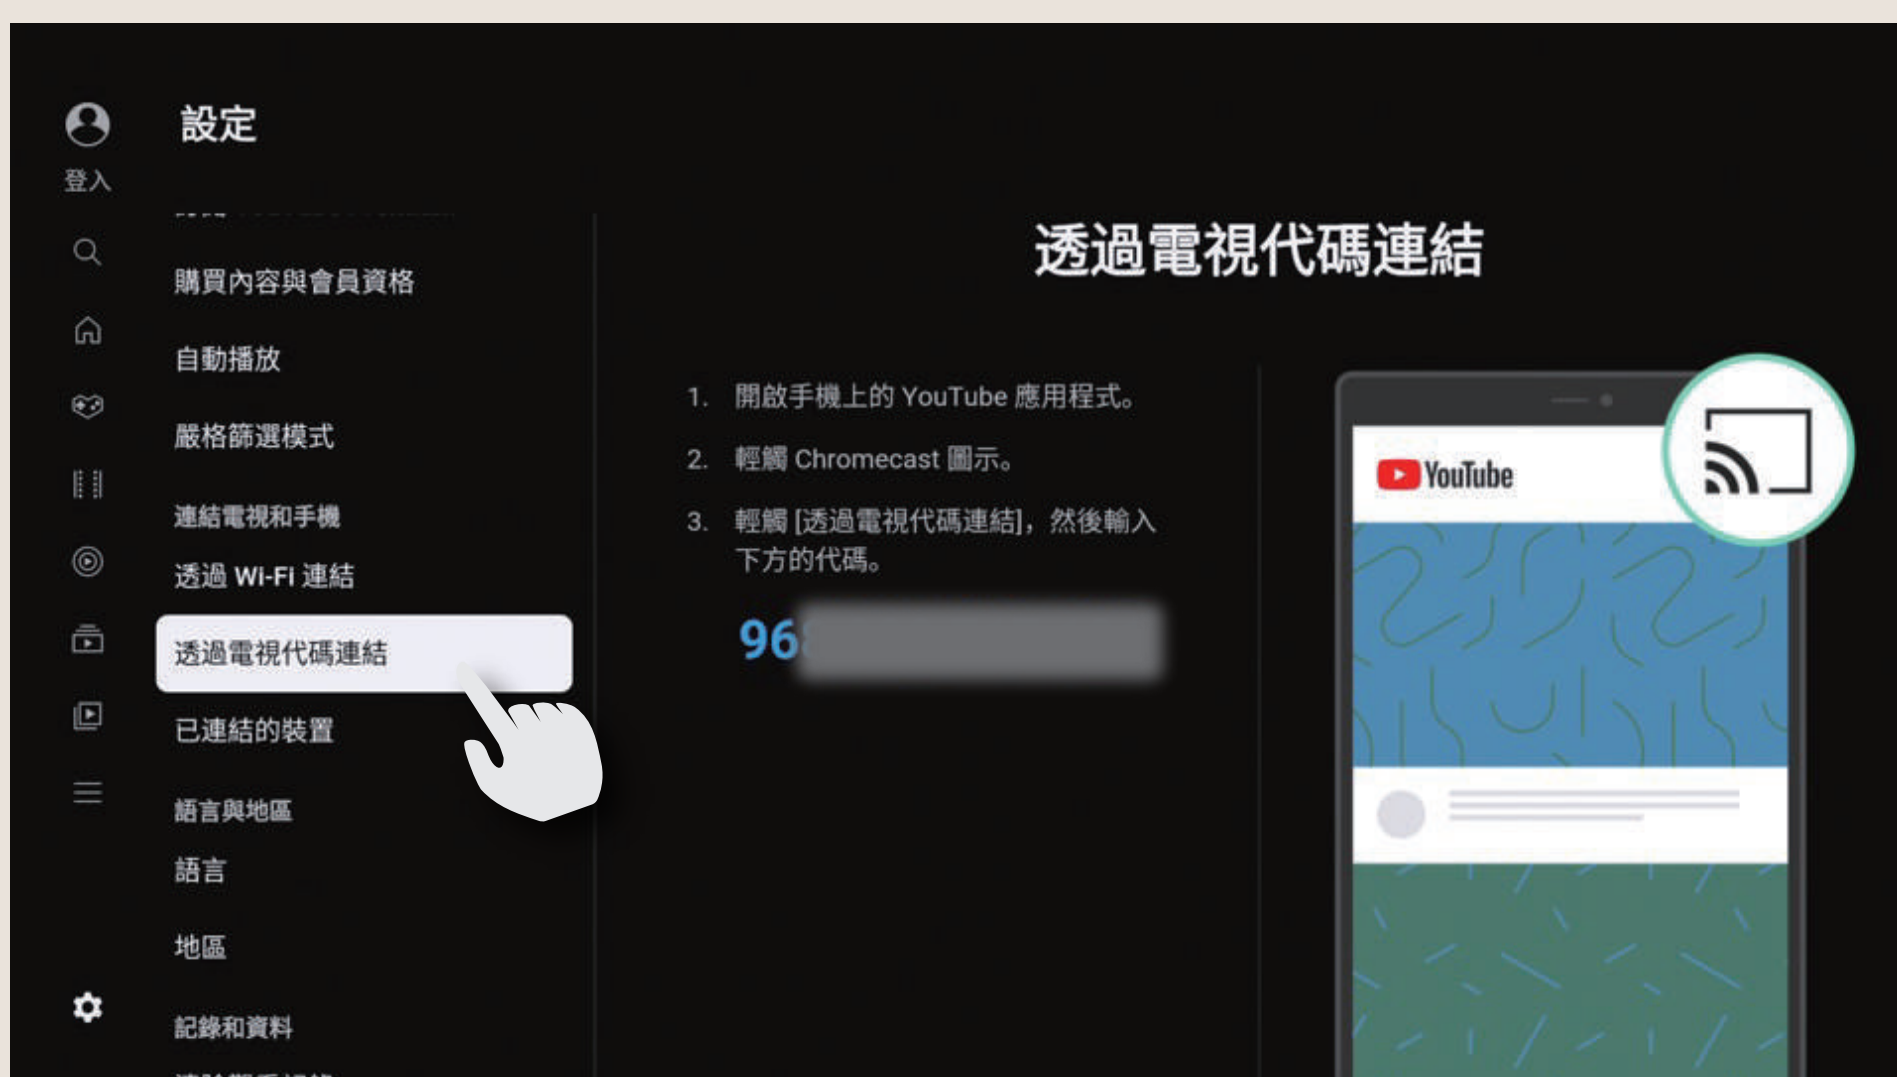 設定
登入
購買內容與會員資格
自動播放
嚴格篩選模式
連結電視和手機
透過 Wi-Fi 連結
透過電視代碼連結
已連結的裝置
語言與地區
語言
地區
記錄和資料
透過電視代碼連結
1. 開啟手機上的 YouTube 應用程式。
2. 輕觸 Chromecast 圖示。
3. 輕觸 [透過電視代碼連結]，然後輸入
下方的代碼。
96
YouTube